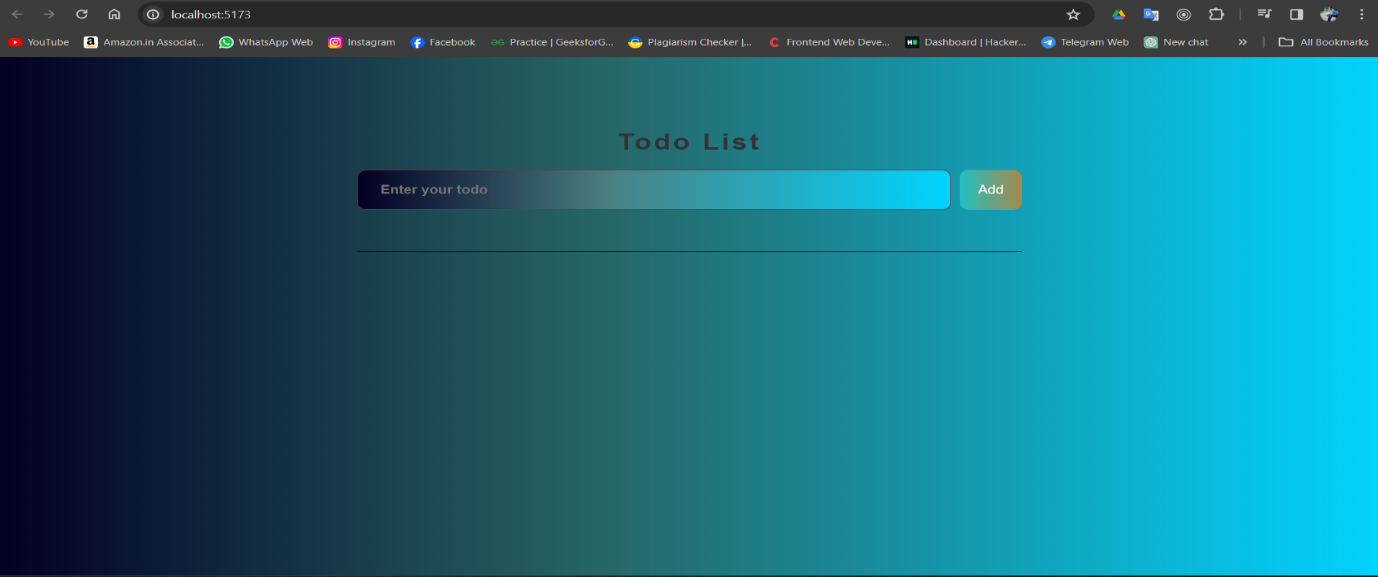 localhost:5173
YouTube Amazon.in Associat... WhatsApp Web Instagram Facebook Practice | GeeksforG... Plagiarism Checker |... Frontend Web Deve... Dashboard | Hacker... Telegram Web New chat » All Bookmarks
Todo List
Enter your todo Add